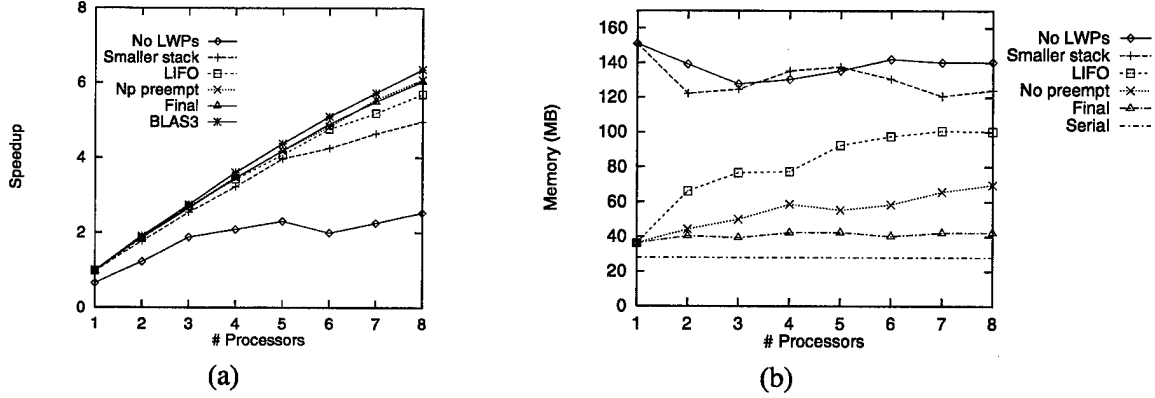 8
6
4
2
0
Speedup
No LWPs
Smaller stack
LIFO
Np preempt
Final
BLAS3
1 2 3 4 5 6 7 8
# Processors
(a)
160
140
120
100
80
60
40
20
0
Memory (MB)
1 2 3 4 5 6 7 8
# Processors
No LWPs
Smaller stack
LIFO
No preempt
Final
Serial
(b)